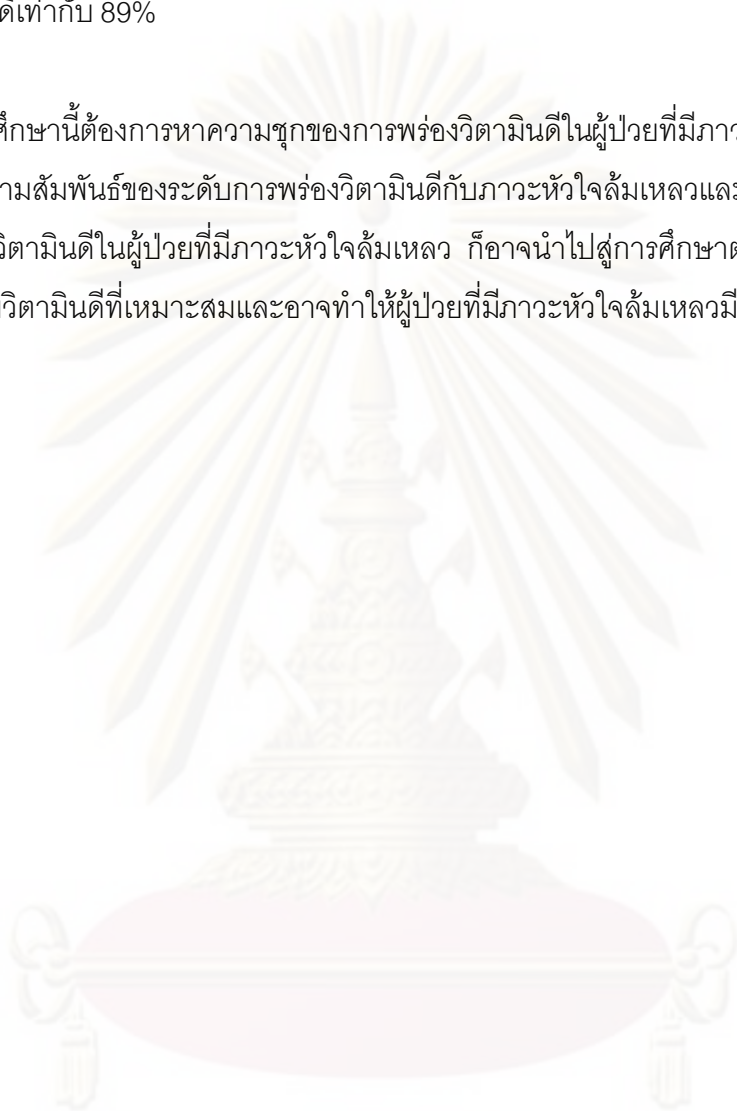 ดีเท่ากับ 89%
ศึกษานี้ต้องการหาความชุกของการพร่องวิตามินดีในผู้ป่วยที่มีภาว
ามสัมพันธ์ของระดับการพร่องวิตามินดีกับภาวะหัวใจล้มเหลวและ
วิตามินดีในผู้ป่วยที่มีภาวะหัวใจล้มเหลว ก็อาจนำไปสู่การศึกษาต
วิตามินดีที่เหมาะสมและอาจทำให้ผู้ป่วยที่มีภาวะหัวใจล้มเหลวมี